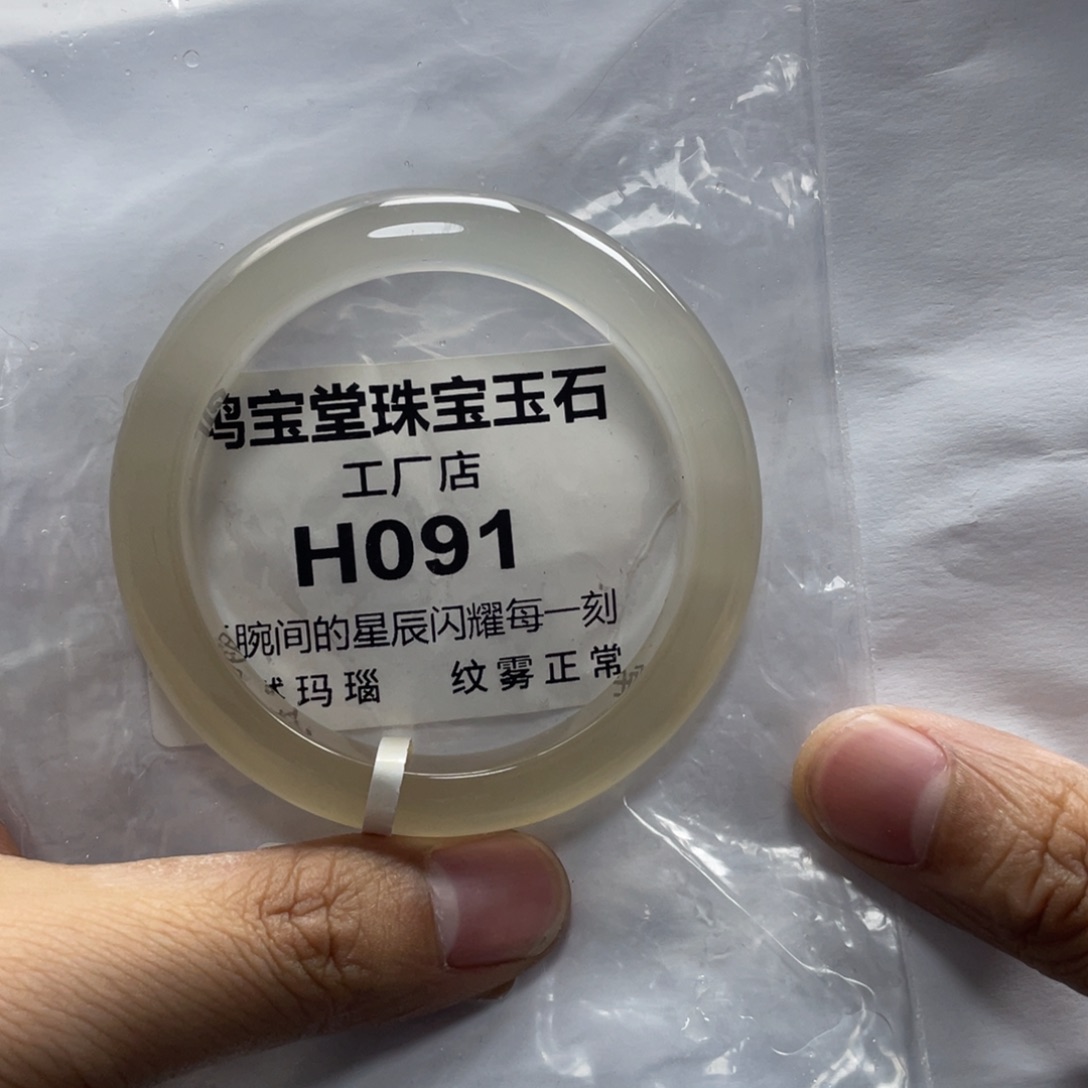 鸿宝堂珠宝玉石
工厂店
H091
腕间的星辰闪耀每一刻
玛瑙 纹雾正常